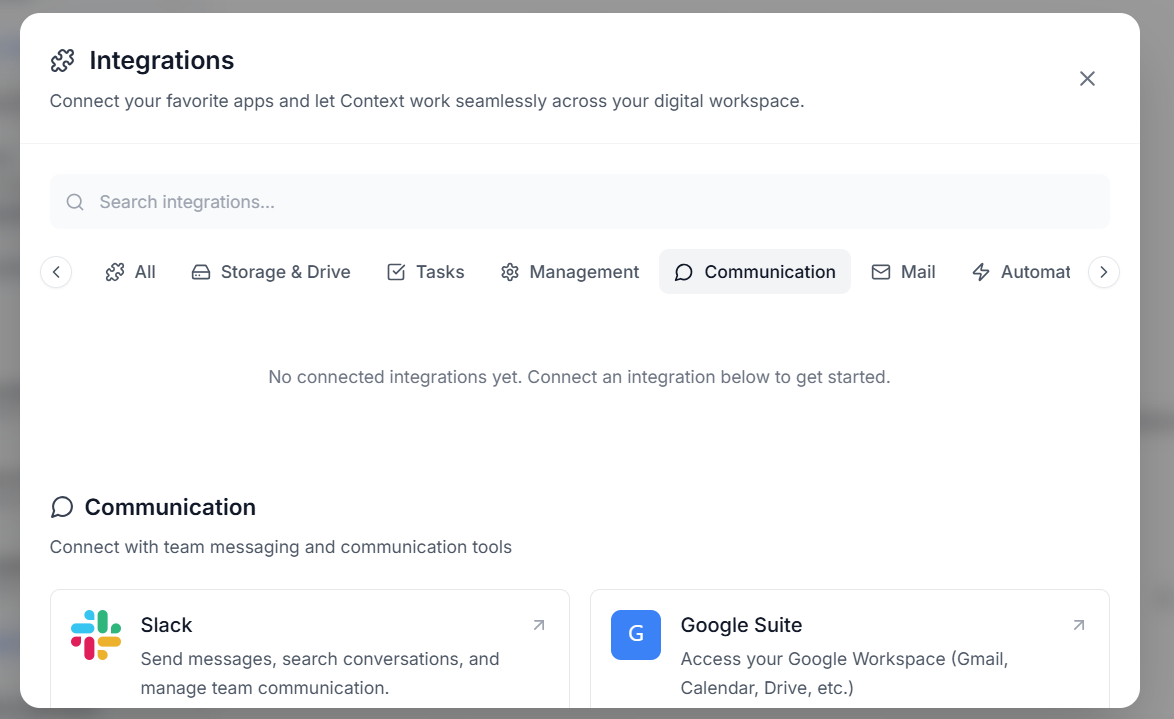 Integrations
Connect your favorite apps and let Context work seamlessly across your digital workspace.
Search integrations...
All Storage & Drive Tasks Management Communication Mail Automat
No connected integrations yet. Connect an integration below to get started.
Communication
Connect with team messaging and communication tools
Slack
Send messages, search conversations, and
manage team communication.
G
Google Suite
Access your Google Workspace (Gmail,
Calendar, Drive, etc.)